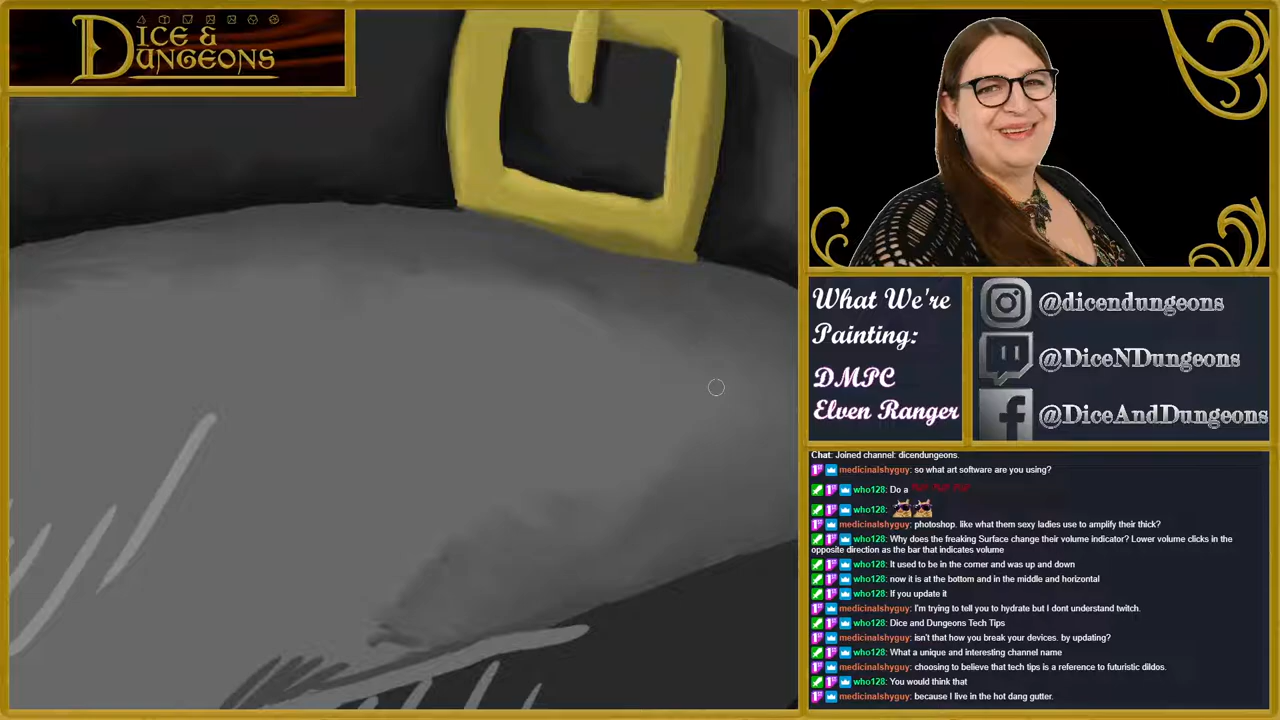 Dice &
Dungeons
What We're
Painting:
DMPC
Elven Ranger
@dicendungeons
@DiceNDungeons
@DiceAndDungeons
Chat: Joined channel: dicendungeons.
medicinalshyguy: so what art software are you using?
who128: Do a
who128:
medicinalshyguy: photoshop. like what them sexy ladies use to amplify their thick?
who128: Why does the freaking Surface change their volume indicator? Lower volume clicks in the
opposite direction as the bar that indicates volume
who128: It used to be in the corner and was up and down
who128: now it is at the bottom and in the middle and horizontal
who128: If you update it
medicinalshyguy: I'm trying to tell you to hydrate but I dont understand twitch.
who128: Dice and Dungeons Tech Tips
medicinalshyguy: isn't that how you break your devices. by updating?
who128: What a unique and interesting channel name
medicinalshyguy: choosing to believe that tech tips is a reference to futuristic dildos.
who128: You would think that
medicinalshyguy: because I live in the hot dang gutter.